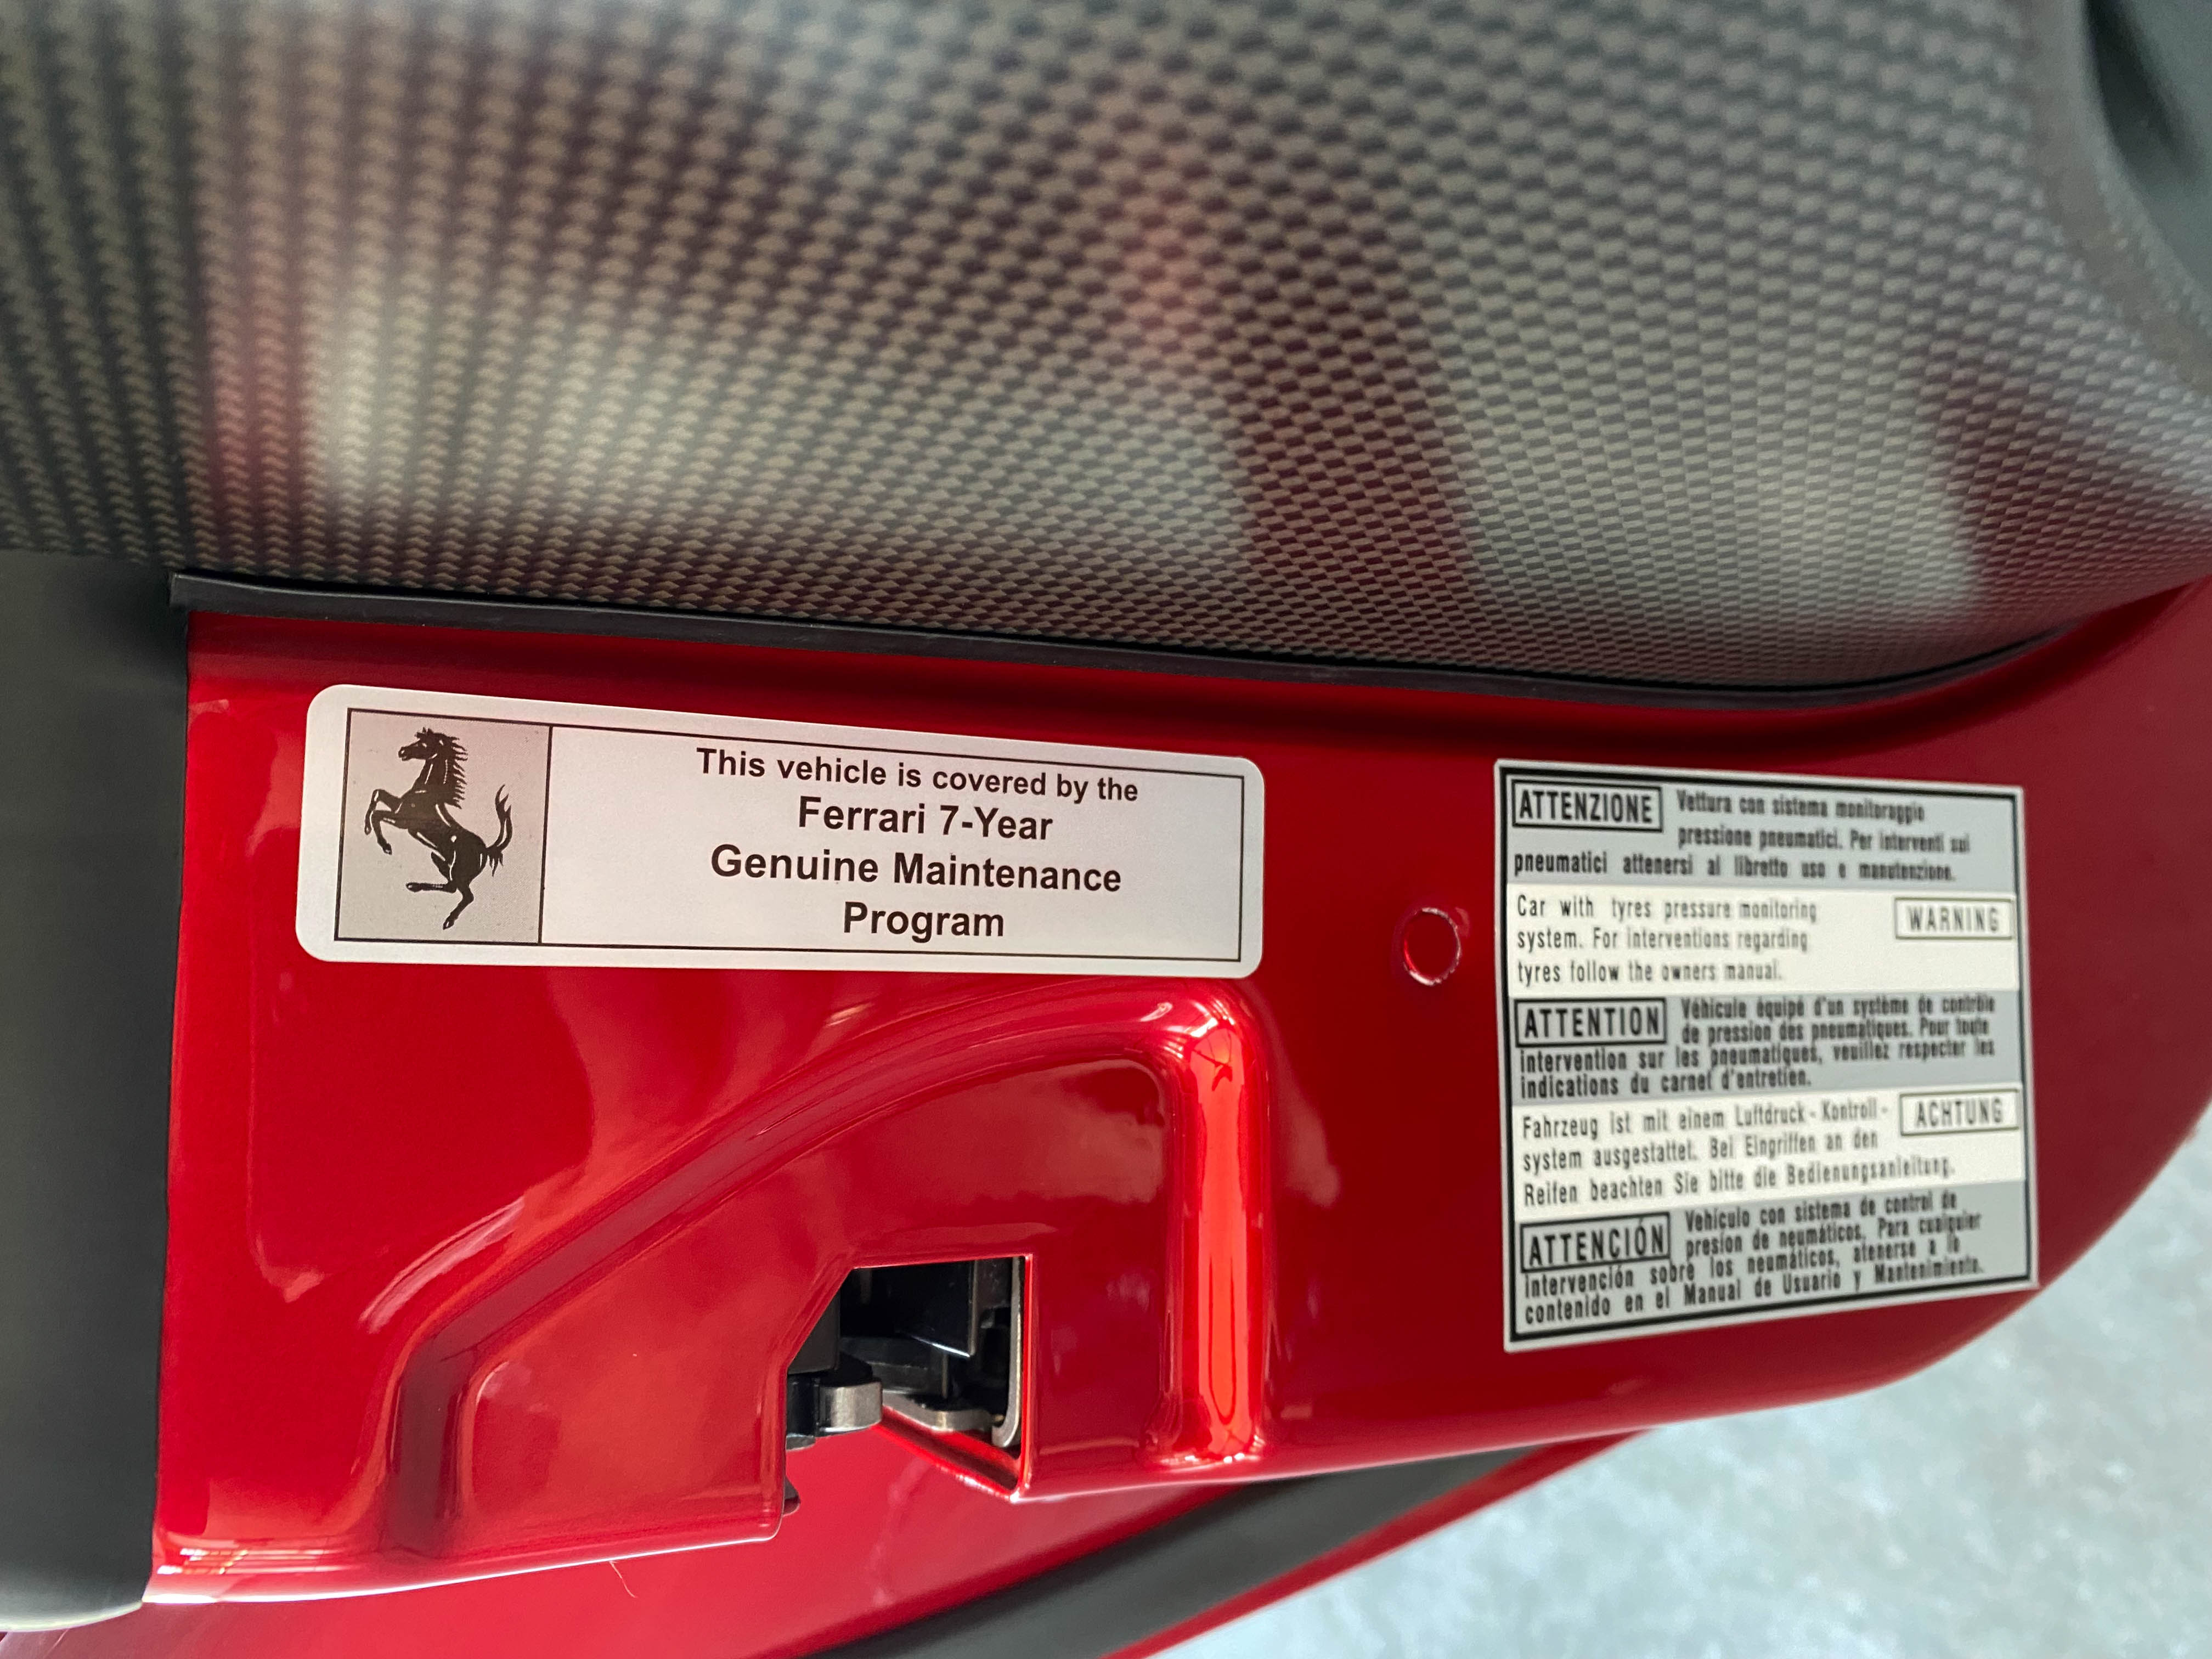 This vehicle is covered by the
Ferrari 7-Year
Genuine Maintenance
Program
ATTENZIONE Vettura con sistema monitoraggio
pressione pneumatici. Per interventi sui
pneumatici attenersi al libretto uso e manutenzione.
Car with tyres pressure monitoring WARNING
system. For interventions regarding
tyres follow the owners manual.
ATTENTION Véhicule équipé d'un système de contrôle
de pression des pneumatiques. Pour toute
intervention sur les pneumatiques, veuillez respecter les
indications du carnet d'entretien.
Fahrzeug ist mit einem Luftdruck-Kontroll- ACHTUNG
system ausgestattet. Bei Eingriffen an den
Reifen beachten Sie bitte die Bedienungsanleitung.
ATTENCIÓN Vehiculo con sistema de control de
presion de neumáticos. Para cualquier
intervención sobre los neumáticos, atenerse a lo
contenido en el Manual de Usuario y Mantenimiento.